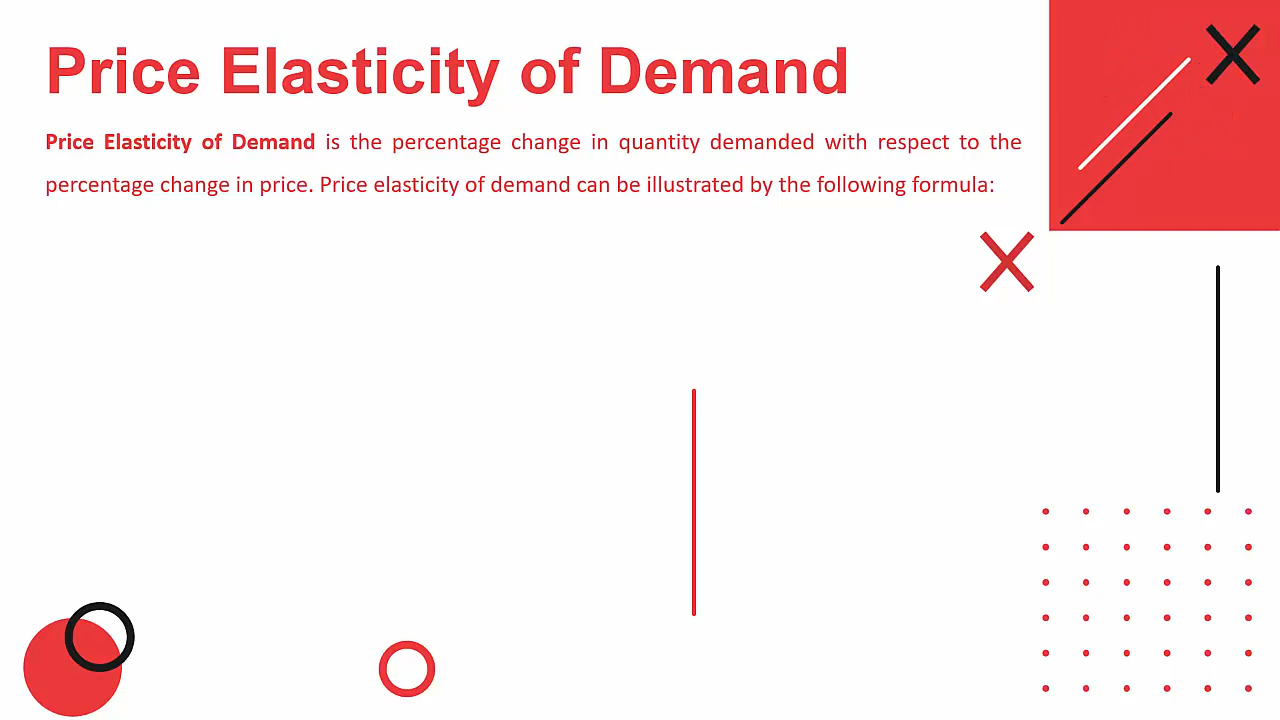 Price Elasticity of Demand
Price Elasticity of Demand is the percentage change in quantity demanded with respect to the
percentage change in price. Price elasticity of demand can be illustrated by the following formula: